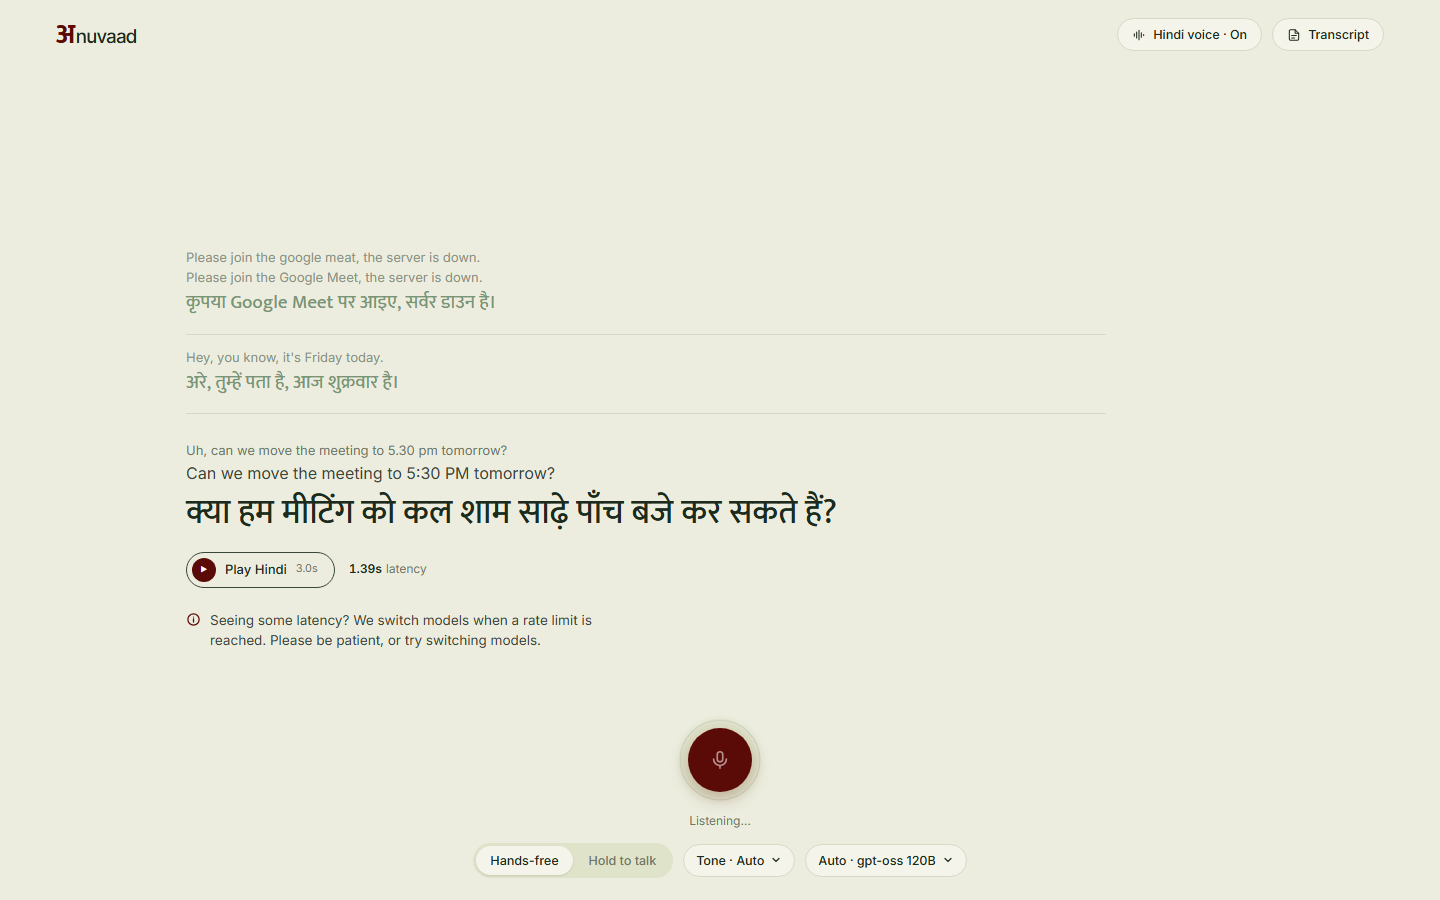 अnuvaad
Hindi voice · On
Transcript
Please join the google meat, the server is down.
Please join the Google Meet, the server is down.
कृपया Google Meet पर आइए, सर्वर डाउन है।
Hey, you know, it's Friday today.
अरे, तुम्हें पता है, आज शुक्रवार है।
Uh, can we move the meeting to 5.30 pm tomorrow?
Can we move the meeting to 5:30 PM tomorrow?
क्या हम मीटिंग को कल शाम साढ़े पाँच बजे कर सकते हैं?
Play Hindi 3.0s
1.39s latency
Seeing some latency? We switch models when a rate limit is
reached. Please be patient, or try switching models.
Listening...
Hands-free
Hold to talk
Tone · Auto
Auto · gpt-oss 120B